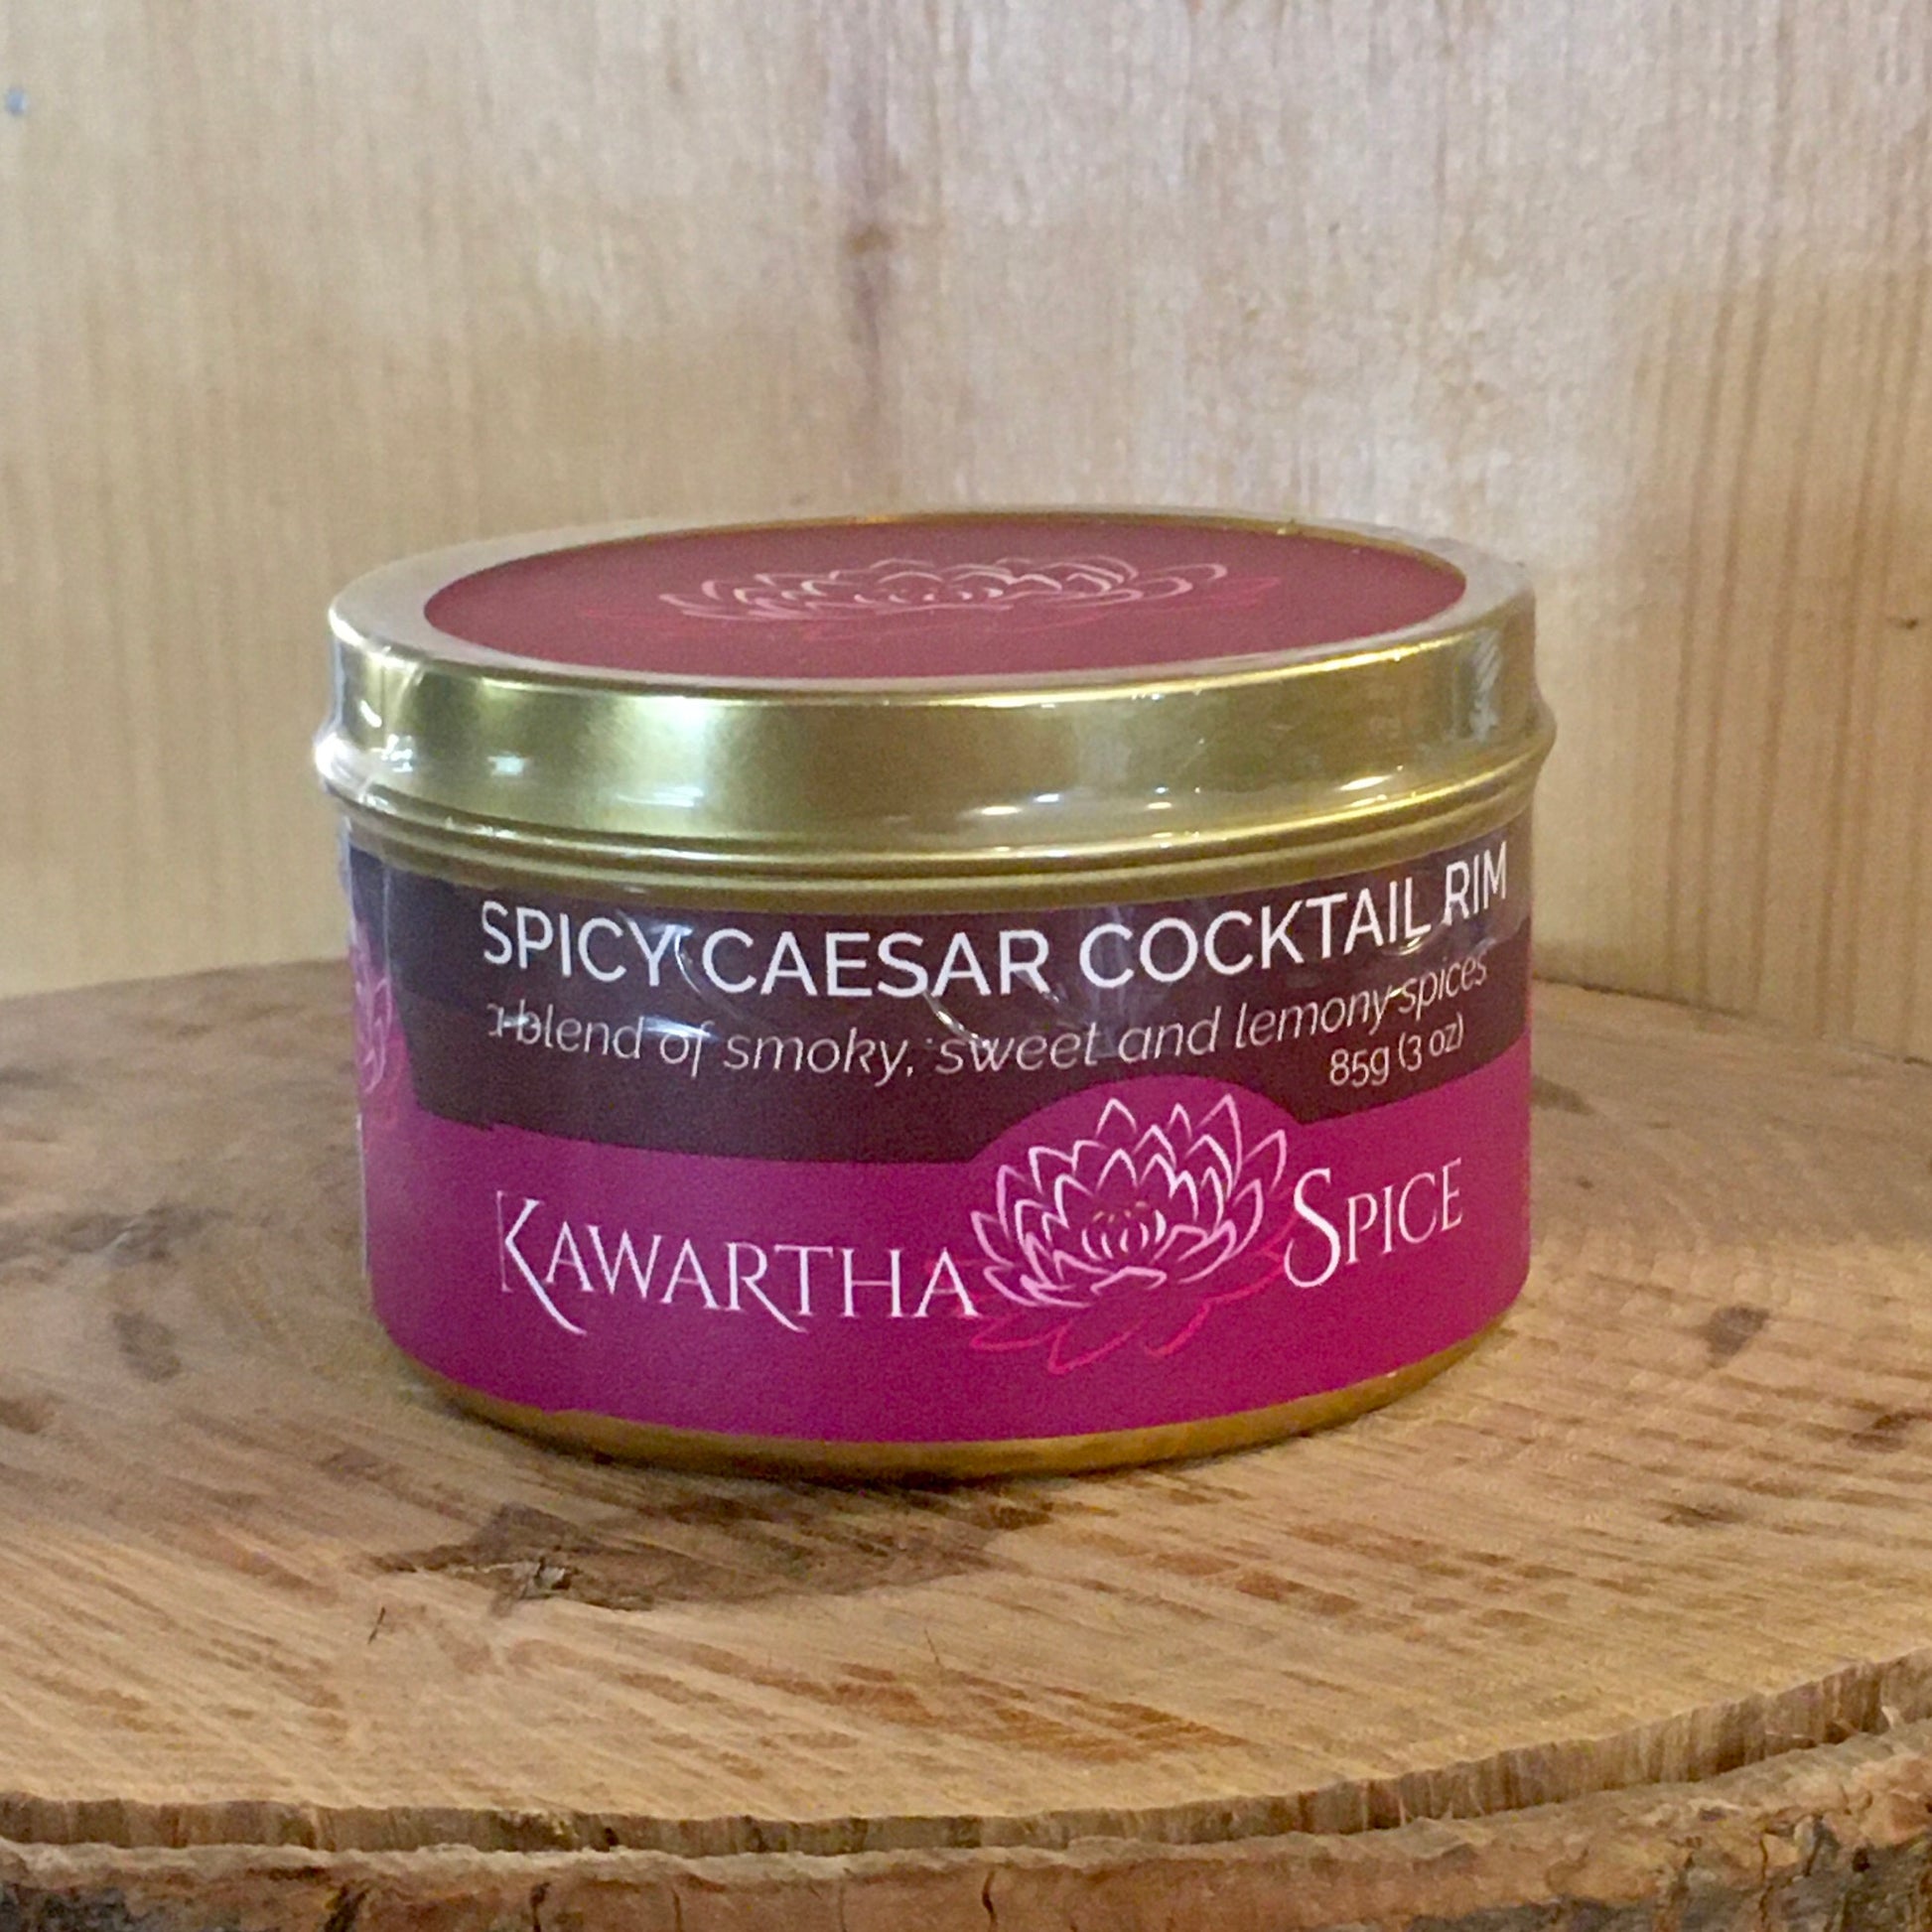 SPICY CAESAR COCKTAIL RIM
a blend of smoky, sweet and lemony spices
85g (3 oz)
KAWARTHA SPICE